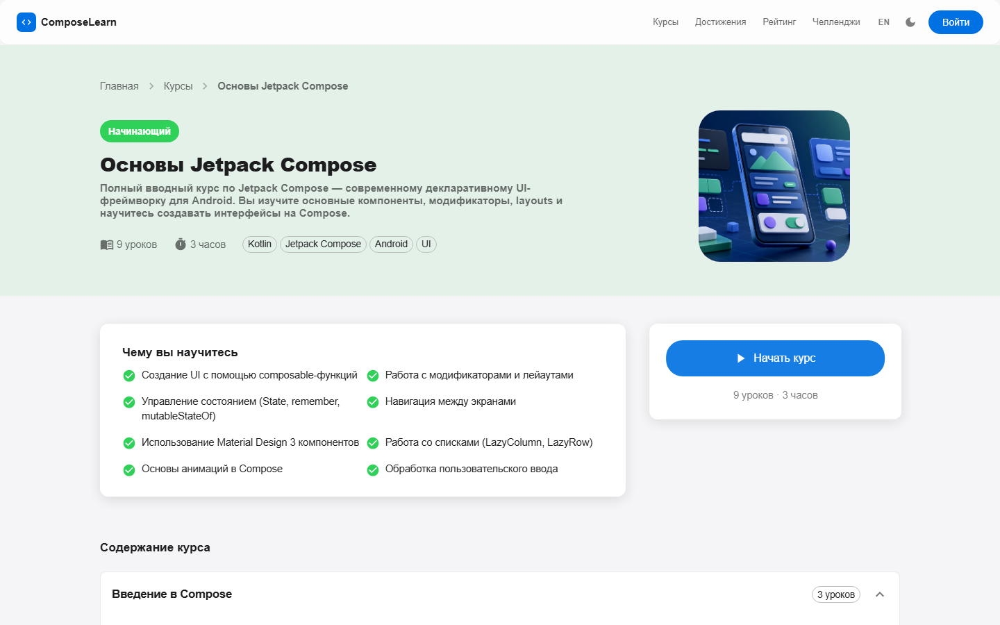 ComposeLearn
Курсы
Достижения
Рейтинг
Челленджи
EN
Войти
Главная
Курсы
Основы Jetpack Compose
Начинающий
Основы Jetpack Compose
Полный вводный курс по Jetpack Compose — современному декларативному UI-
фреймворку для Android. Вы изучите основные компоненты, модификаторы, layouts и
научитесь создавать интерфейсы на Compose.
9 уроков
3 часов
Kotlin
Jetpack Compose
Android
UI
Чему вы научитесь
Создание UI с помощью composable-функций
Работа с модификаторами и лейаутами
Управление состоянием (State, remember,
mutableStateOf)
Навигация между экранами
Использование Material Design 3 компонентов
Работа со списками (LazyColumn, LazyRow)
Основы анимаций в Compose
Обработка пользовательского ввода
Начать курс
9 уроков · 3 часов
Содержание курса
Введение в Compose
3 уроков